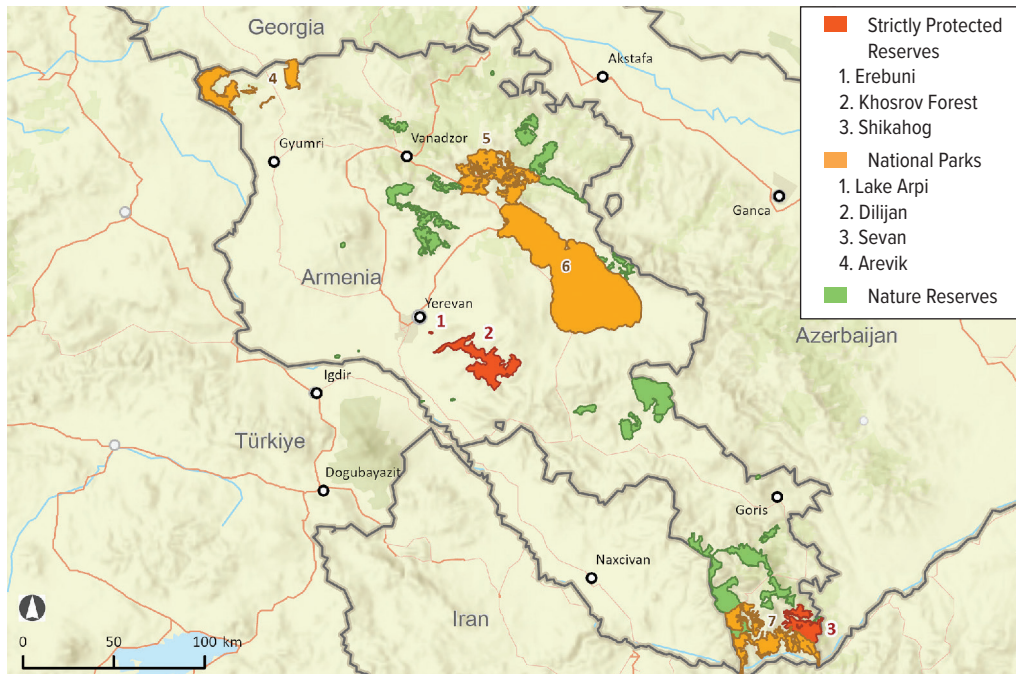 Georgia
4
Akstafa
Gyumri
Vanadzor
5
Ganca
Armenia
6
Yerevan
1
2
Azerbaijan
Igdir
Türkiye
Dogubayazit
Goris
Naxcivan
Iran
7
3
0 50 100 km
Strictly Protected
Reserves
1. Erebuni
2. Khosrov Forest
3. Shikahog
National Parks
1. Lake Arpi
2. Dilijan
3. Sevan
4. Arevik
Nature Reserves